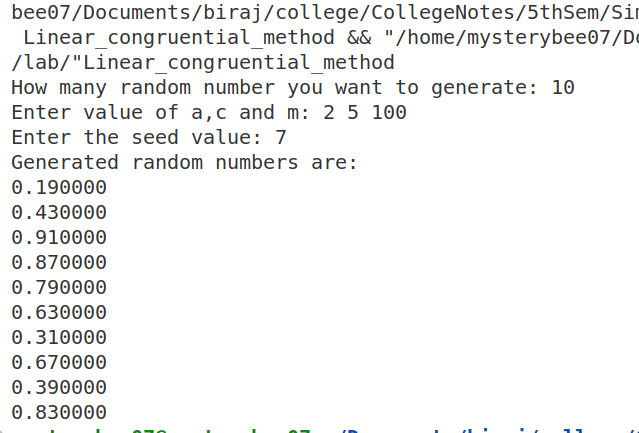 bee07/Documents/biraj/college/CollegeNotes/5thSem/Sim
Linear_congruential_method && "/home/mysterybee07/Do
/lab/"Linear_congruential_method
How many random number you want to generate: 10
Enter value of a,c and m: 2 5 100
Enter the seed value: 7
Generated random numbers are:
0.190000
0.430000
0.910000
0.870000
0.790000
0.630000
0.310000
0.670000
0.390000
0.830000